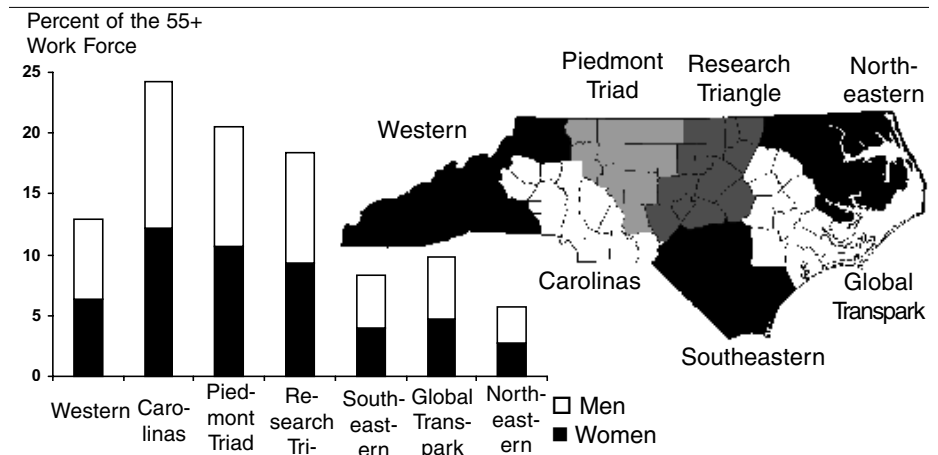 Percent of the 55+
Work Force
25
20
15
10
5
0
Western
Caro-
linas
Pied-
mont
Triad
Re-
search
Tri-
South-
east-
ern
Global
Trans-
park
North-
east-
ern
Men
Women
Western
Piedmont
Triad
Research
Triangle
North-
eastern
Carolinas
Global
Transpark
Southeastern